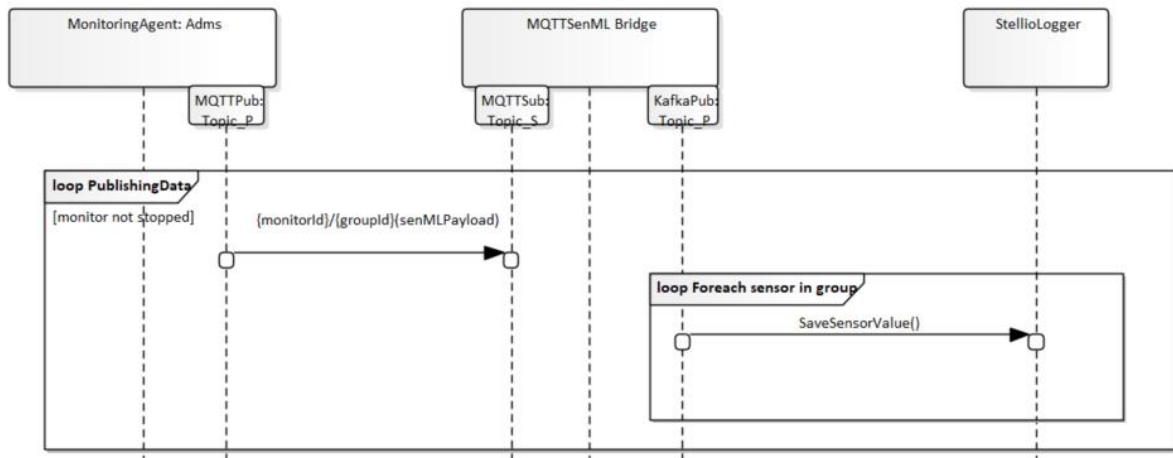 MonitoringAgent: Adms
MQTTSenML Bridge
StellioLogger
MQTTPub:
Topic_P
MQTTSub:
Topic_S
KafkaPub:
Topic_P
loop PublishingData
[monitor not stopped]
{monitorId}/{groupId}(senMLPayload)
loop Foreach sensor in group
SaveSensorValue()